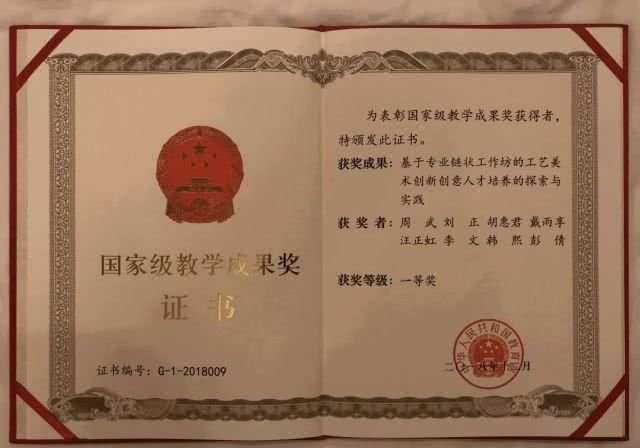 国家级教学成果奖
证书
证书编号：G-1-2018009
为表彰国家级教学成果奖获得者，
特颁发此证书。
获奖成果：基于专业链状工作坊的工艺美
术创新创意人才培养的探索与
实践
获奖者：周武 刘正 胡惠君 戴雨享
汪正虹 李文 韩熙 彭倩
获奖等级：一等奖
中华人民共和国教育部
二〇一八年十二月